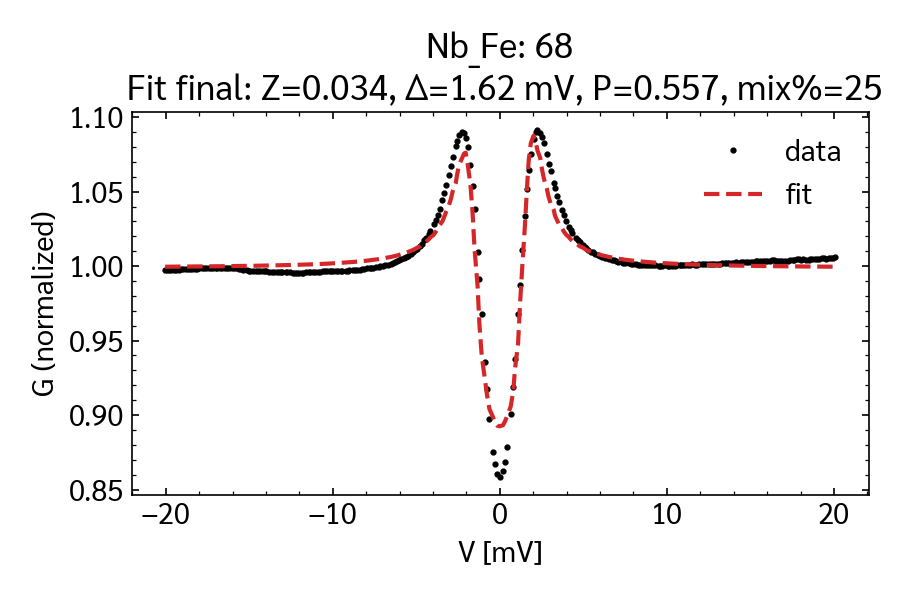 Nb_Fe: 68
Fit final: Z=0.034, Δ=1.62 mV, P=0.557, mix%=25
1.10
1.05
1.00
0.95
0.90
0.85
G (normalized)
data
fit
−20
−10
0
10
20
V [mV]